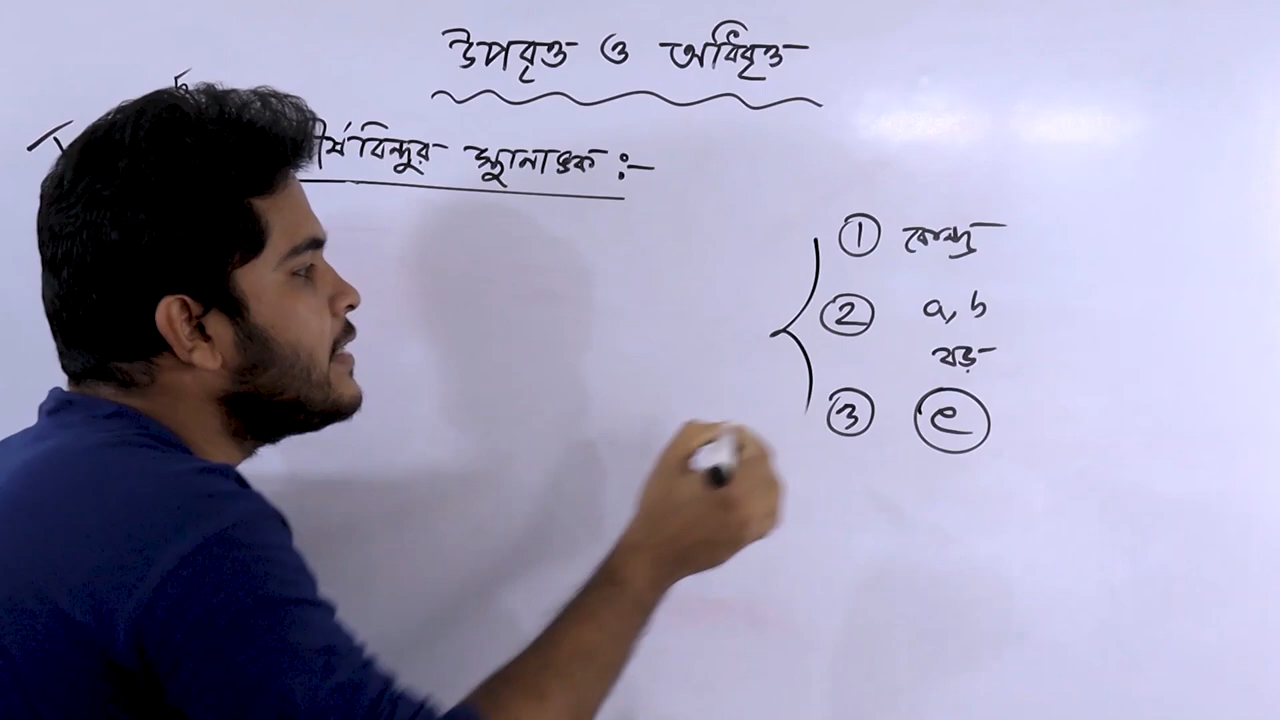 উপবৃত্ত ও অধিবৃত্ত
র্ষবিন্দুর স্থানাঙ্ক :-
① কেন্দ্র
② a, b
বড়
③ e